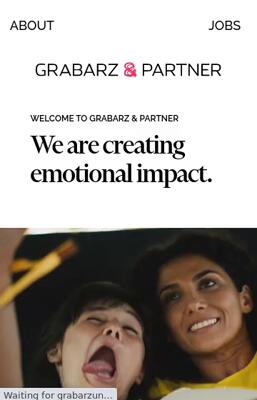 ABOUT
JOBS
GRABARZ & PARTNER
WELCOME TO GRABARZ & PARTNER
We are creating
emotional impact.
Waiting for grabarzun...